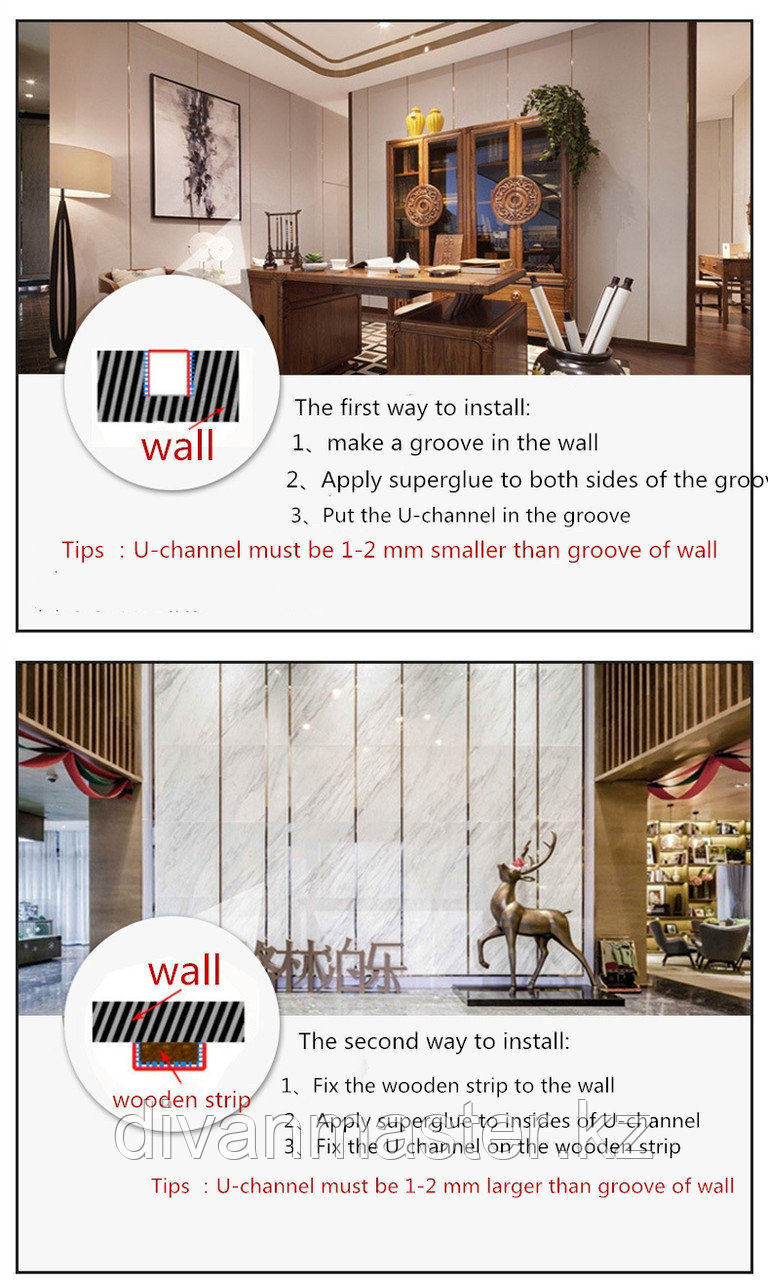 wall
The first way to install:
1、make a groove in the wall
2、Apply superglue to both sides of the groov
3、Put the U-channel in the groove
Tips ：U-channel must be 1-2 mm smaller than groove of wall
wall
wooden strip
The second way to install:
1、Fix the wooden strip to the wall
2、Apply superglue to insides of U-channel
3、Fix the U channel on the wooden strip
divanmaster.kz
Tips ：U-channel must be 1-2 mm larger than groove of wall